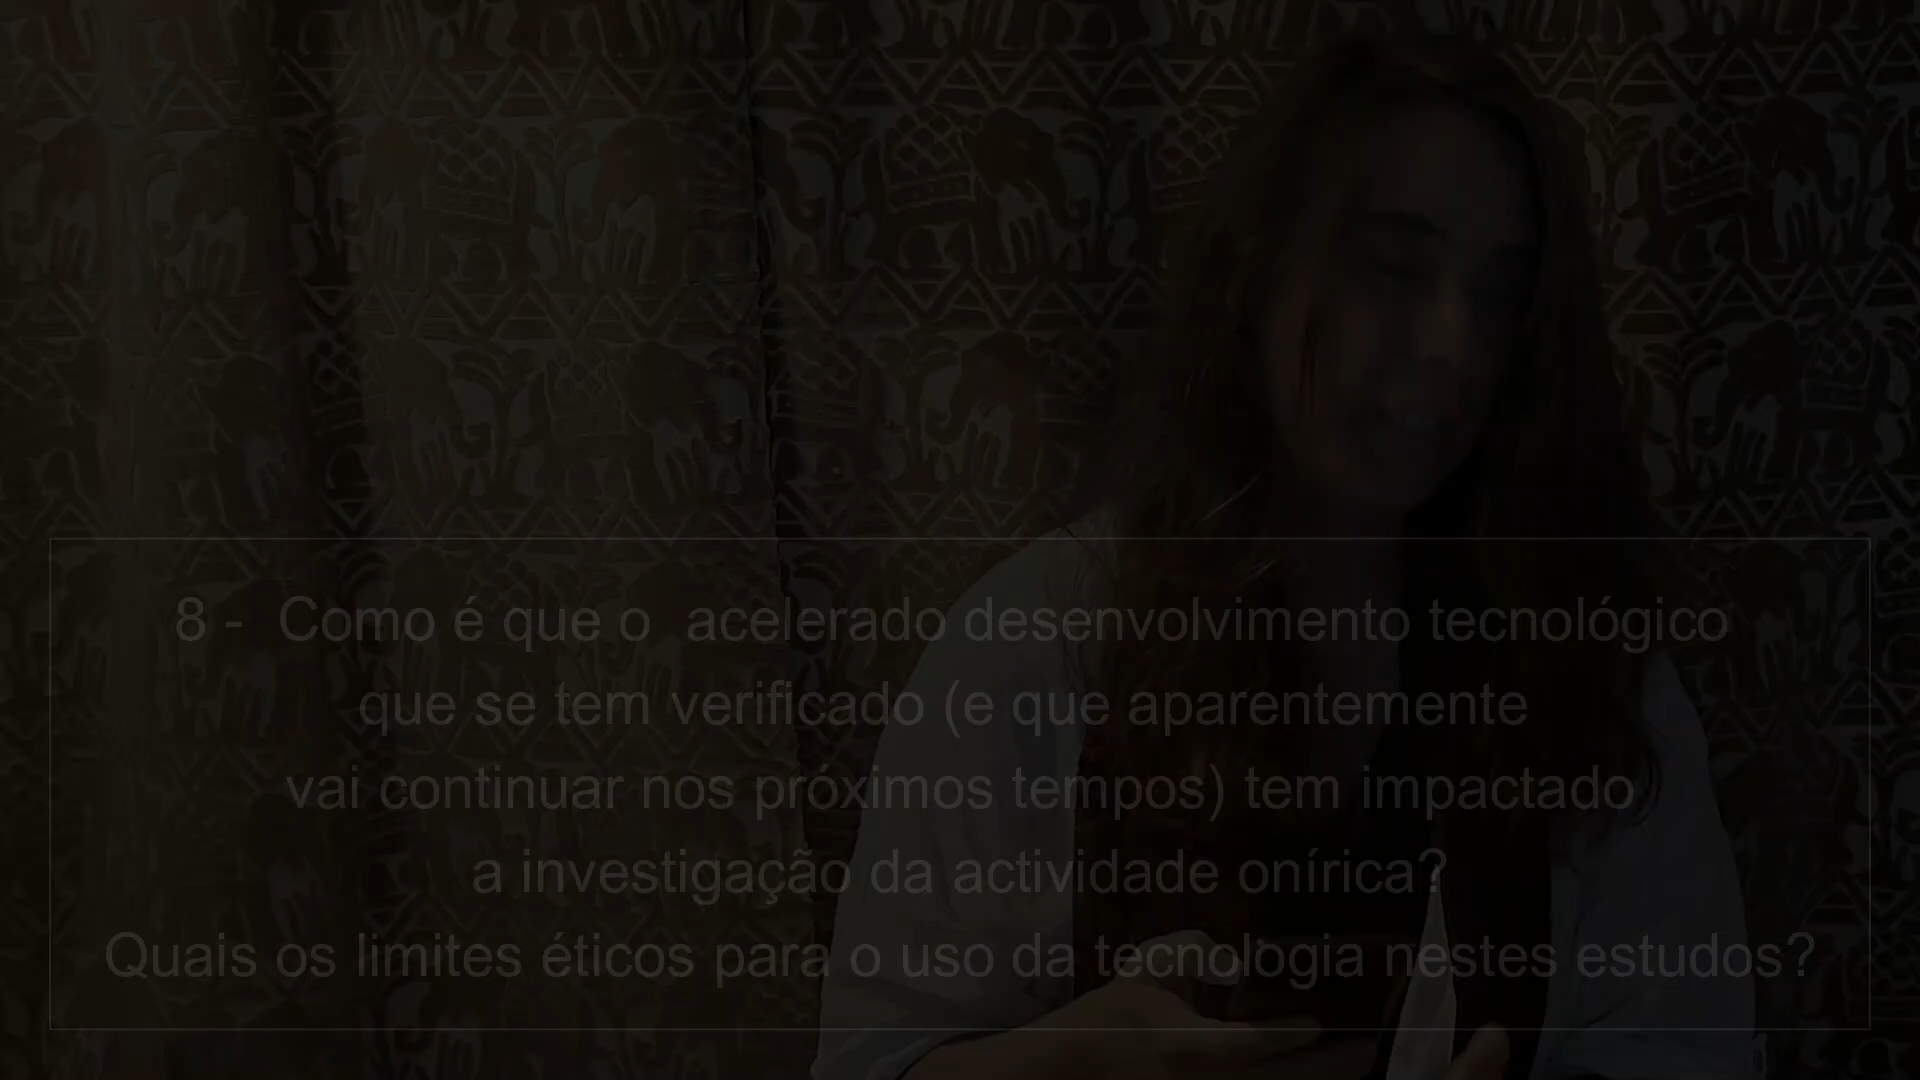 8 - Como é que o acelerado desenvolvimento tecnológico
que se tem verificado (e que aparentemente
vai continuar nos próximos tempos) tem impactado
a investigação da actividade onírica?
Quais os limites éticos para o uso da tecnologia nestes estudos?